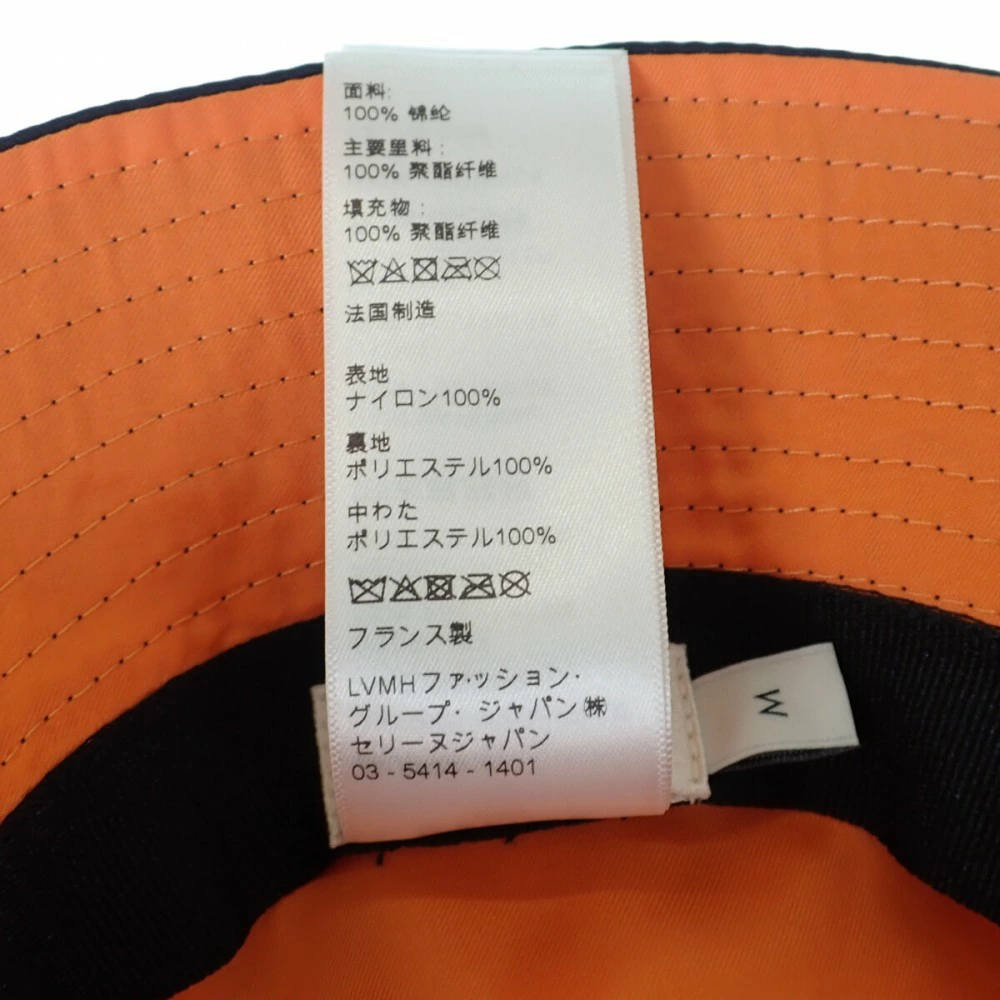 面料:
100% 锦纶
主要里料:
100% 聚酯纤维
填充物:
100% 聚酯纤维
法国制造
表地
ナイロン100%
裏地
ポリエステル100%
中わた
ポリエステル100%
フランス製
LVMHファッション・
グループ・ジャパン㈱
セリーヌジャパン
03 - 5414 - 1401
M